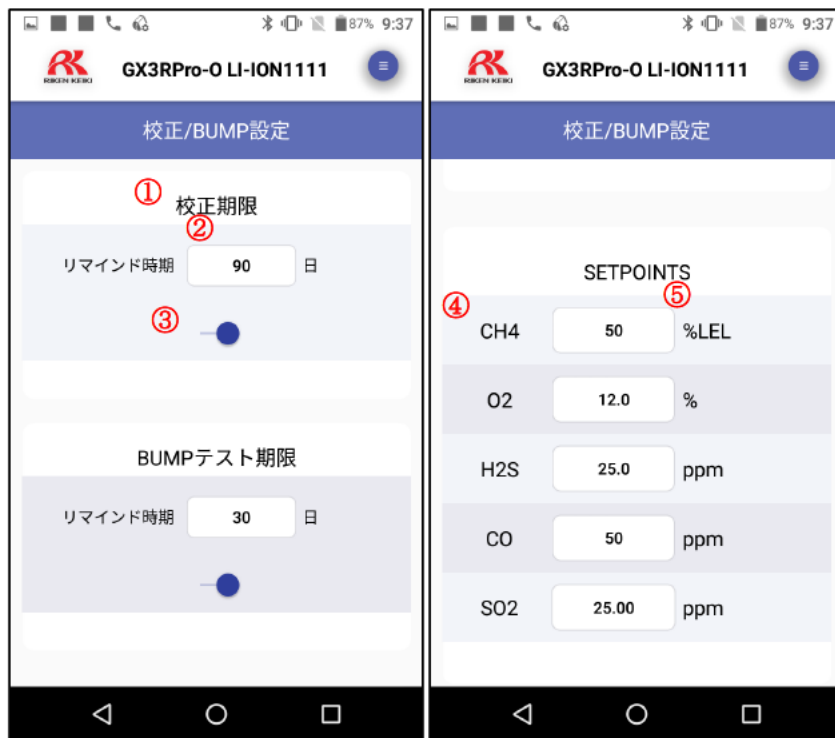 87% 9:37
RIKEN KEIKI
GX3RPro-O LI-ION1111
校正/BUMP設定
①
校正期限
②
リマインド時期 90 日
③
BUMPテスト期限
リマインド時期 30 日
87% 9:37
RIKEN KEIKI
GX3RPro-O LI-ION1111
校正/BUMP設定
SETPOINTS
④ ⑤
CH4 50 %LEL
O2 12.0 %
H2S 25.0 ppm
CO 50 ppm
SO2 25.00 ppm